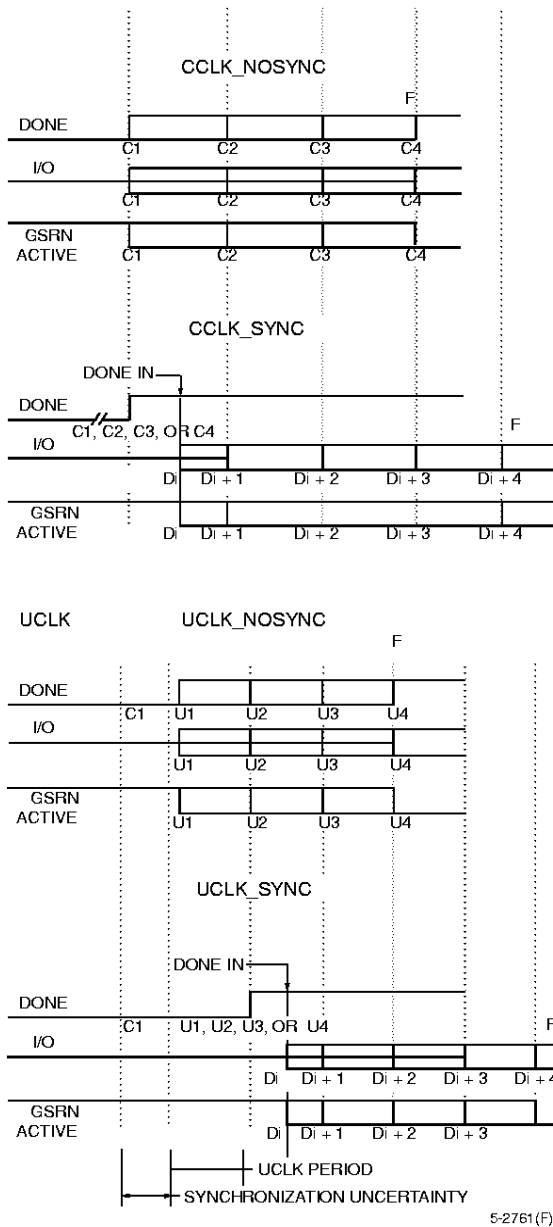 CCLK_NOSYNC
F
DONE
C1 C2 C3 C4
I/O
C1 C2 C3 C4
GSRN
ACTIVE
C1 C2 C3 C4
CCLK_SYNC
DONE IN
DONE
C1, C2, C3, OR C4
F
I/O
Di Di + 1 Di + 2 Di + 3 Di + 4
GSRN
ACTIVE
Di Di + 1 Di + 2 Di + 3 Di + 4
UCLK UCLK_NOSYNC
F
DONE
C1 U1 U2 U3 U4
I/O
U1 U2 U3 U4
GSRN
ACTIVE
U1 U2 U3 U4
UCLK_SYNC
DONE IN
DONE
C1 U1, U2, U3, OR U4
F
I/O
Di Di + 1 Di + 2 Di + 3 Di + 4
GSRN
ACTIVE
Di Di + 1 Di + 2 Di + 3
UCLK PERIOD
SYNCHRONIZATION UNCERTAINTY
5-2761(F)